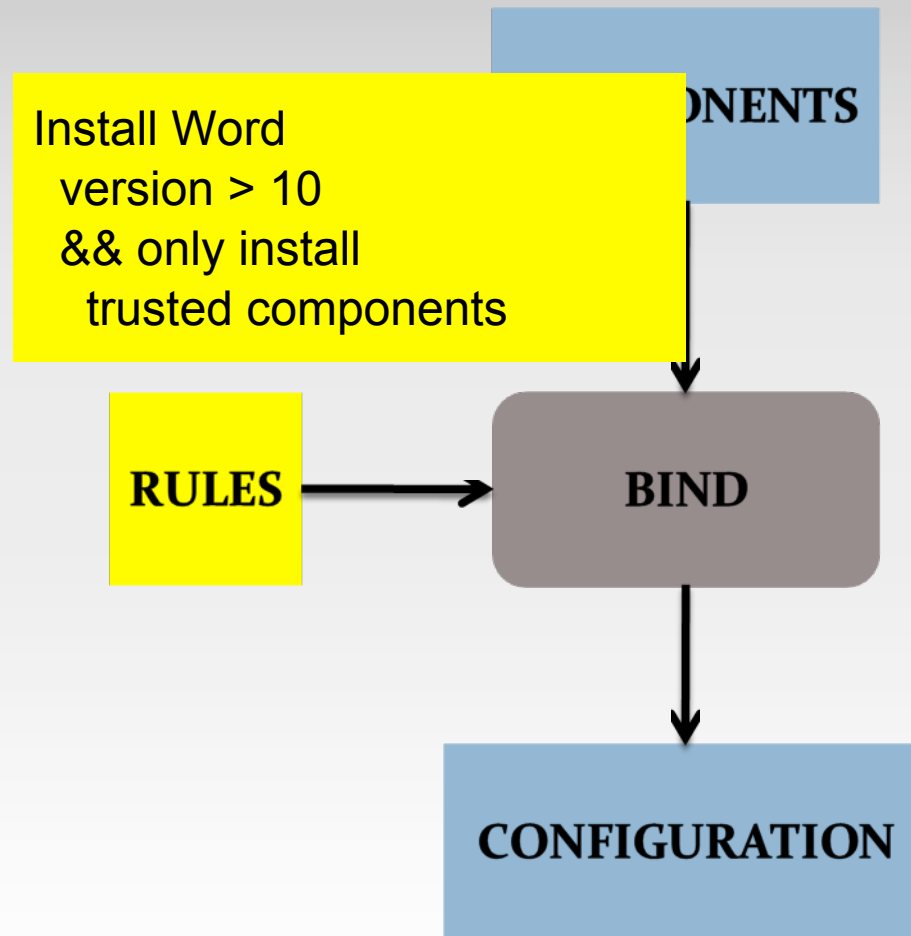 ONENTS
Install Word
version > 10
&& only install
trusted components
RULES
BIND
CONFIGURATION